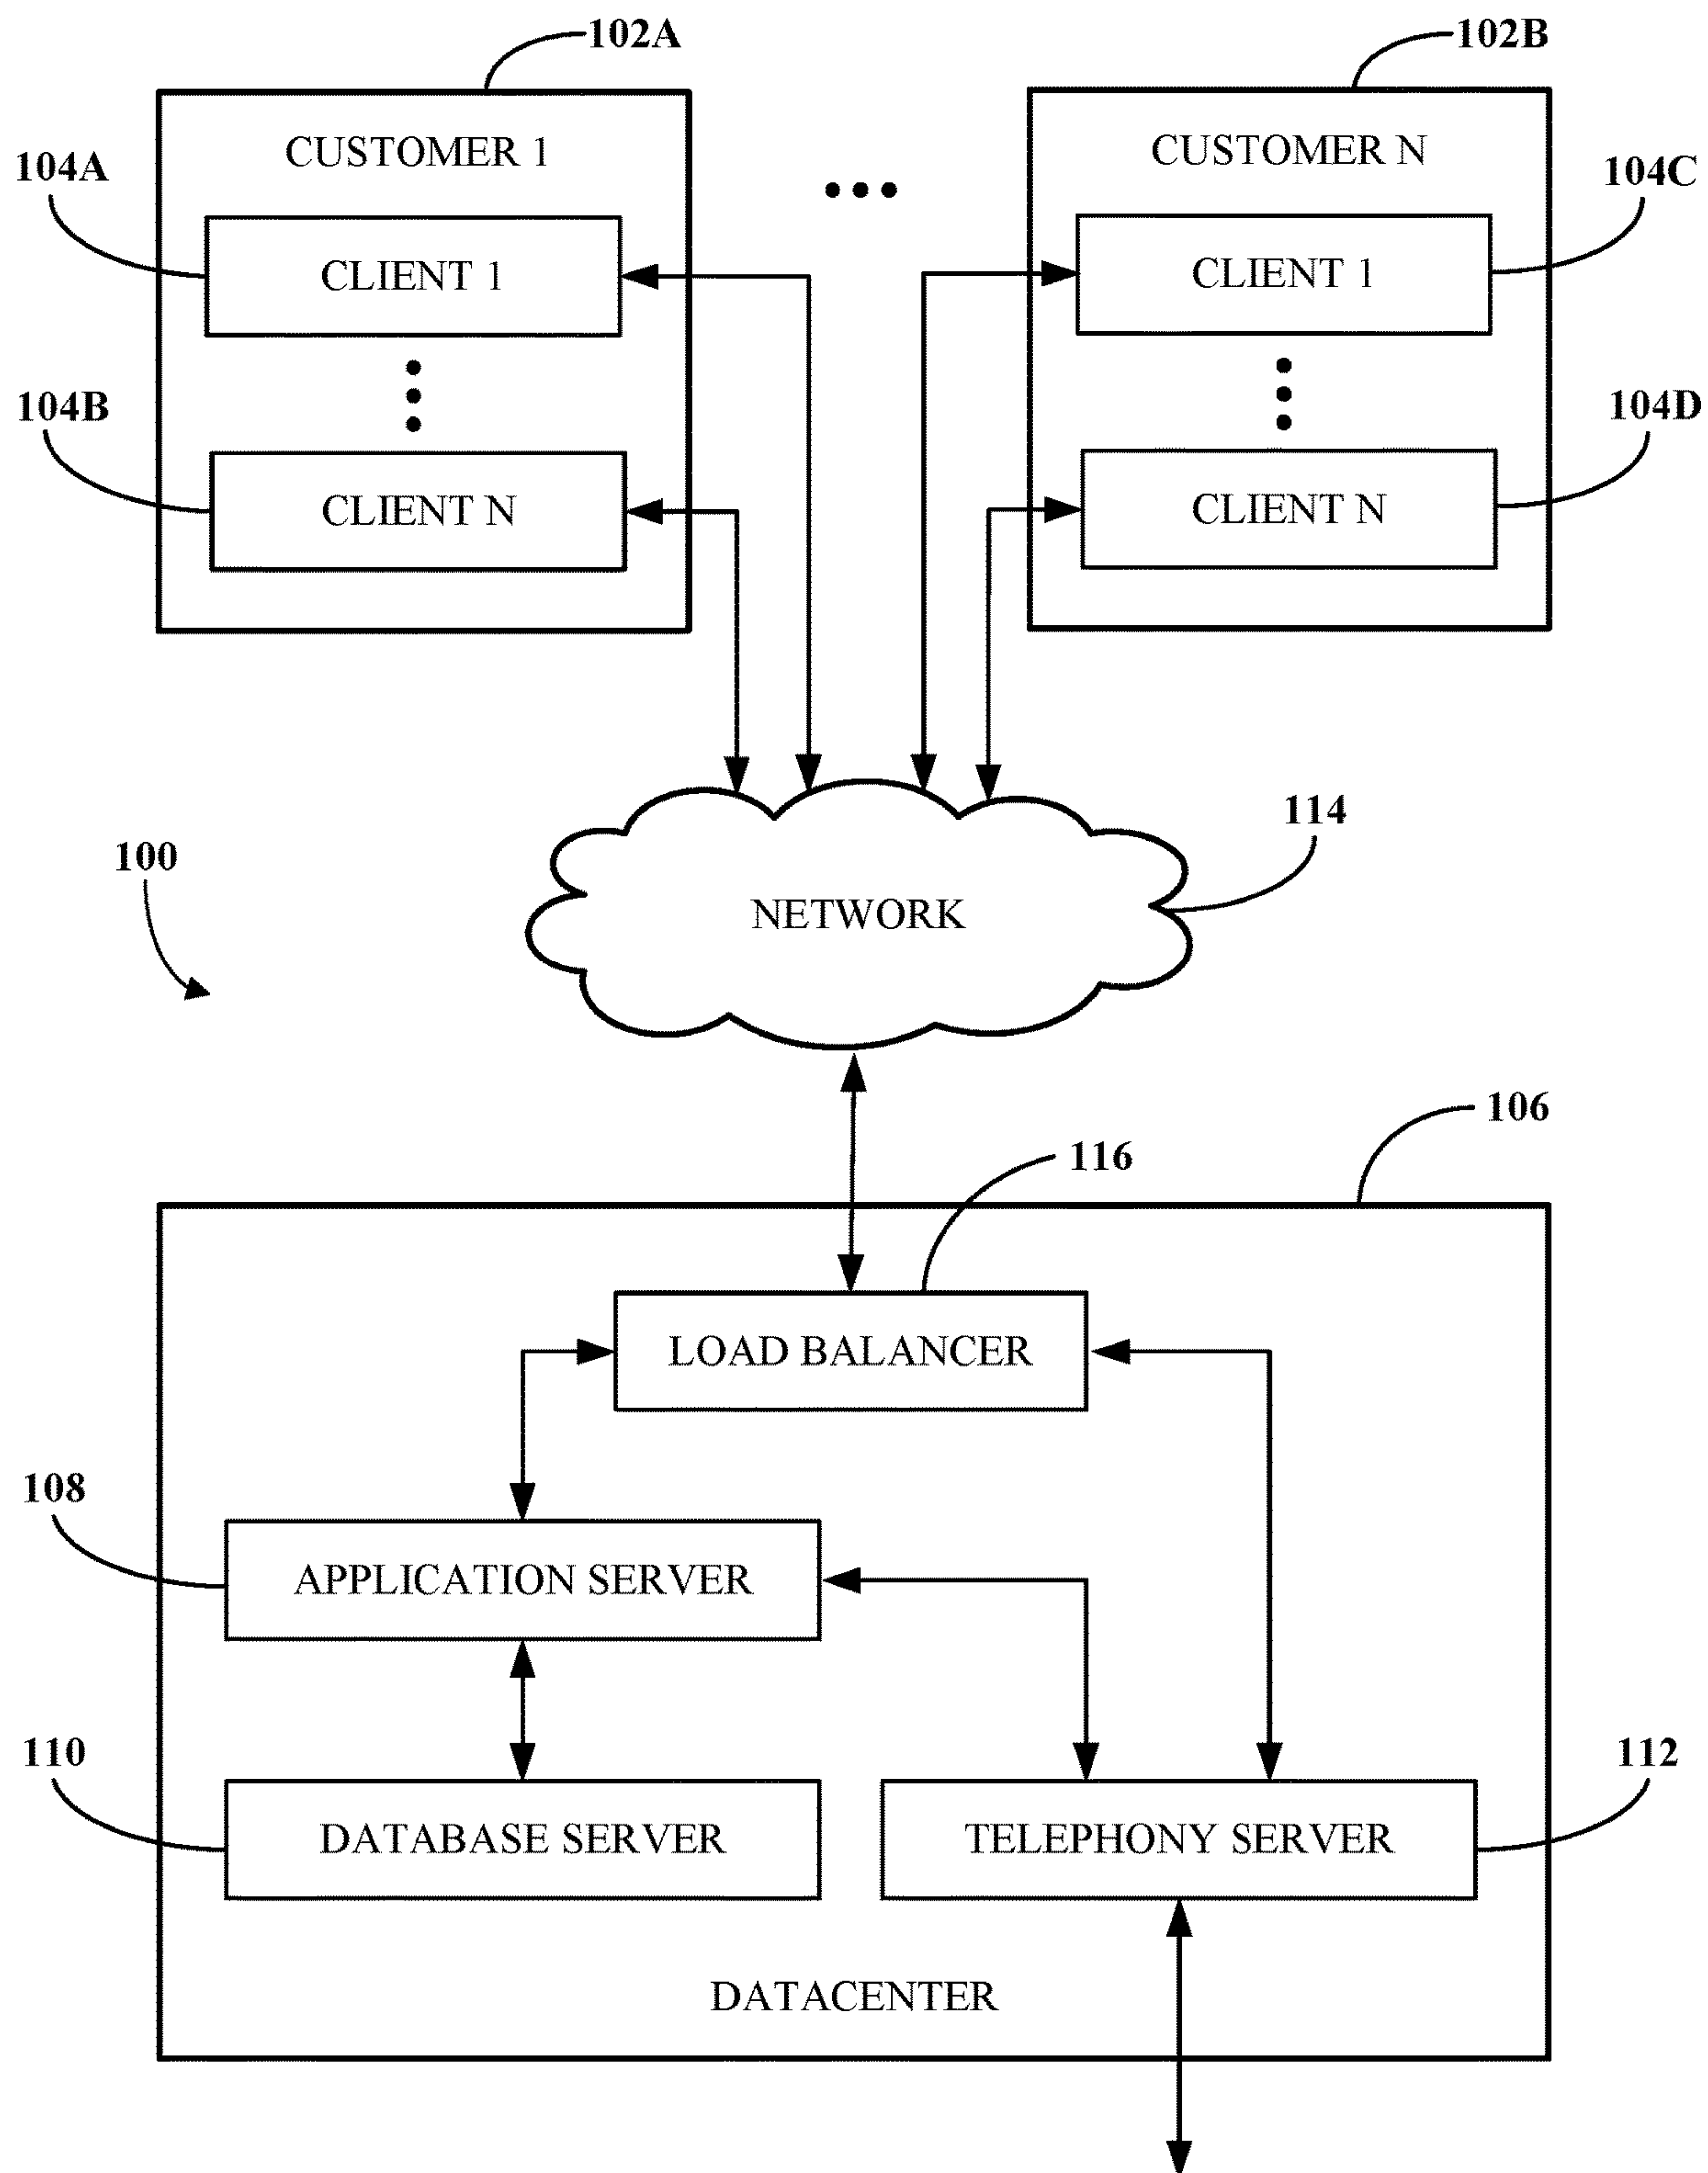 102A
102B
CUSTOMER 1
CUSTOMER N
104A
104C
CLIENT 1
CLIENT 1
104B
104D
CLIENT N
CLIENT N
114
100
NETWORK
106
116
LOAD BALANCER
108
APPLICATION SERVER
110
112
DATABASE SERVER
TELEPHONY SERVER
DATACENTER